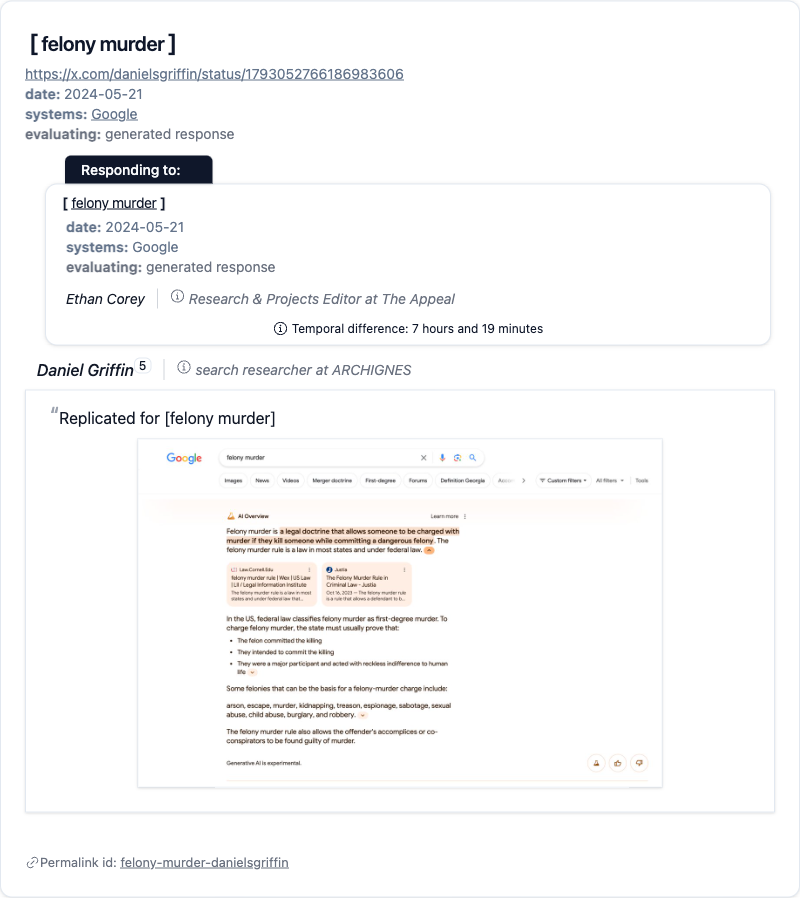 [ felony murder ]
https://x.com/danielsgriffin/status/1793052766186983606
date: 2024-05-21
systems: Google
evaluating: generated response
Responding to:
[ felony murder ]
date: 2024-05-21
systems: Google
evaluating: generated response
Ethan Corey
Research & Projects Editor at The Appeal
Temporal difference: 7 hours and 19 minutes
Daniel Griffin 5
search researcher at ARCHIGNES
“Replicated for [felony murder]
Google
felony murder
Images News Videos Merger doctrine First-degree Forums Definition Georgia
Custom filters All filters Tools
AI Overview
Learn more
Felony murder is a legal doctrine that allows someone to be charged with
murder if they kill someone while committing a dangerous felony. The
felony murder rule is a law in most states and under federal law.
Law.Cornell.Edu
felony murder rule | Wex | US Law
| LII / Legal Information Institute
The felony murder rule is a law in most
states and under federal law that...
Justia
The Felony Murder Rule in
Criminal Law - Justia
Oct 16, 2023 — The felony murder rule
is a rule that allows a defendant to b...
In the US, federal law classifies felony murder as first-degree murder. To
charge felony murder, the state must usually prove that:
• The felon committed the killing
• They intended to commit the killing
• They were a major participant and acted with reckless indifference to human
life
Some felonies that can be the basis for a felony-murder charge include:
arson, escape, murder, kidnapping, treason, espionage, sabotage, sexual
abuse, child abuse, burglary, and robbery.
The felony murder rule also allows the offender's accomplices or co-
conspirators to be found guilty of murder.
Generative AI is experimental.
Permalink id: felony-murder-danielsgriffin